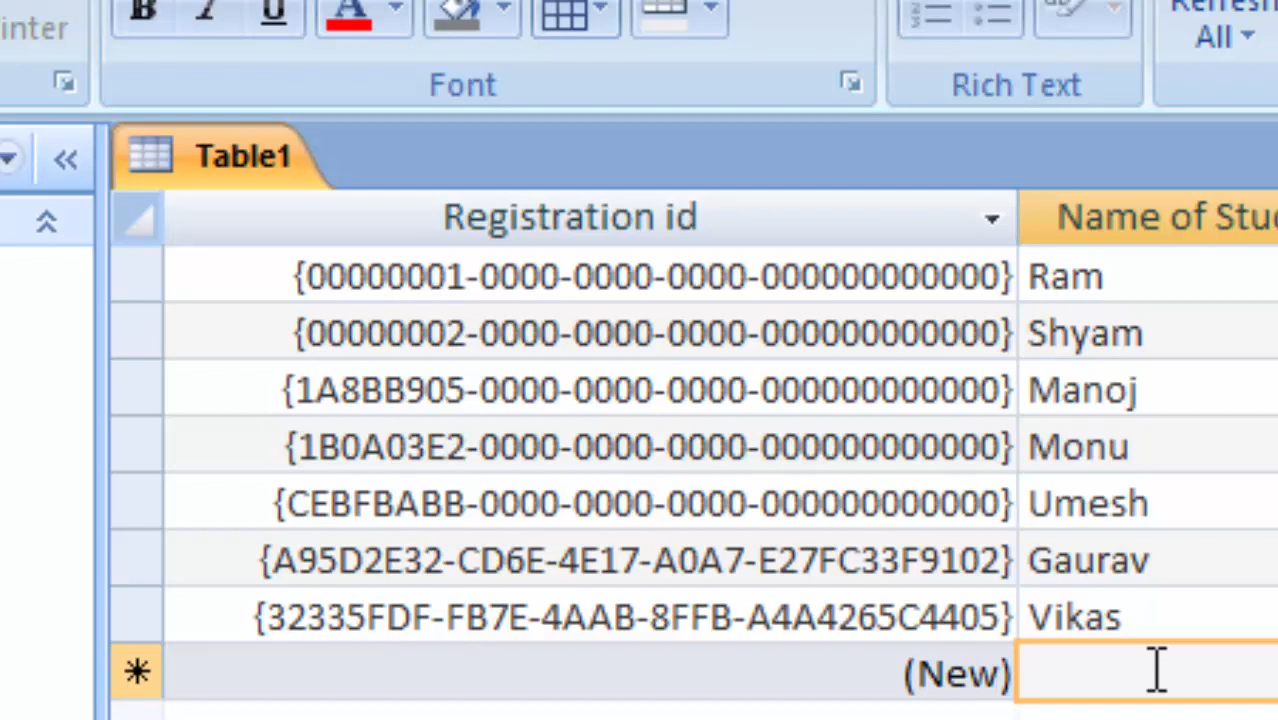 B I U A
inter
All
Font
Rich Text
Table1
Registration id
Name of
{00000001-0000-0000-0000-000000000000} Ram
{00000002-0000-0000-0000-000000000000} Shyam
{1A8BB905-0000-0000-0000-000000000000} Manoj
{1B0A03E2-0000-0000-0000-000000000000} Monu
{CEBFBABB-0000-0000-0000-000000000000} Umesh
{A95D2E32-CD6E-4E17-A0A7-E27FC33F9102} Gaurav
{32335FDF-FB7E-4AAB-8FFB-A4A4265C4405} Vikas
(New)